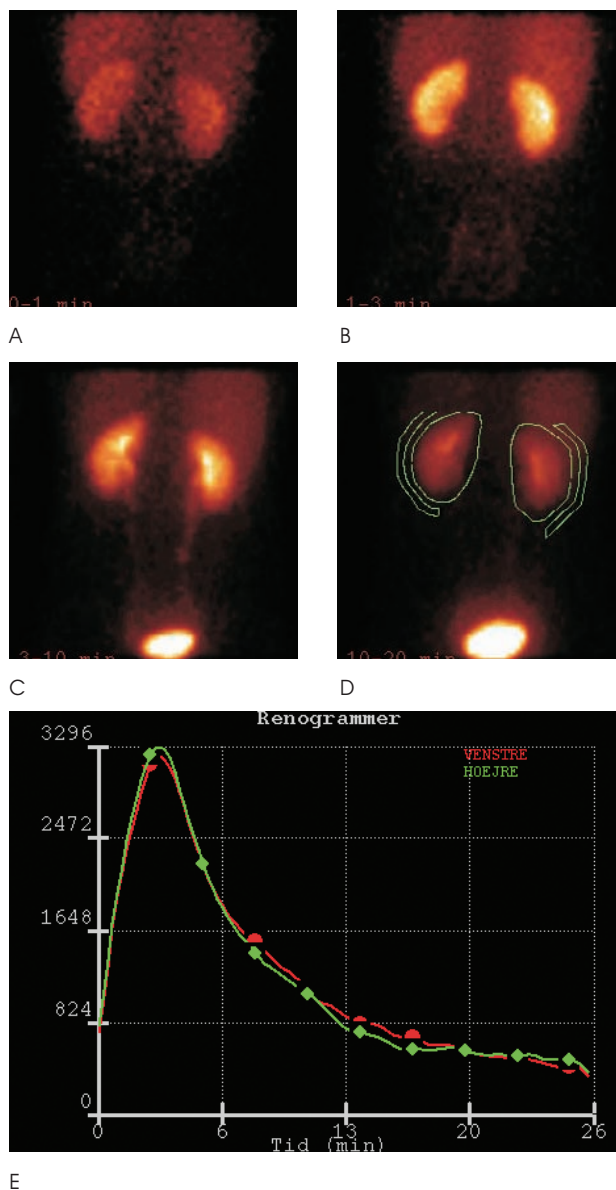 0-1 min
1-3 min
A
B
3-10 min
10-20 min
C
D
Renogrammer
3296
VENSTRE
HOEJRE
2472
1648
824
0
0 6 13 20 26
Tid (min)
E